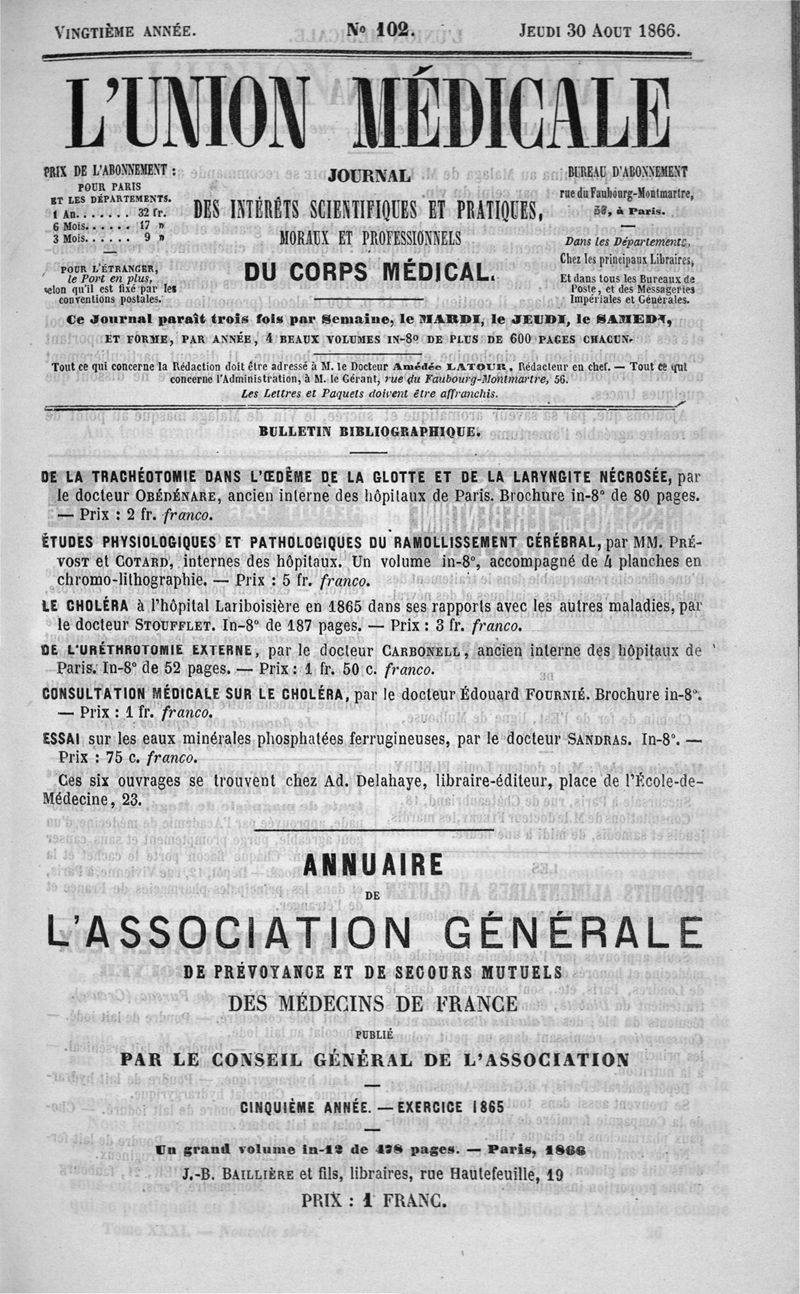 VINGTIÈME ANNÉE. No 102. JEUDI 30 AOUT 1866.
L'UNION MÉDICALE
PRIX DE L'ABONNEMENT :
POUR PARIS
ET LES DÉPARTEMENTS.
1 An....... 32 fr.
6 Mois...... 17 »
3 Mois...... 9 »
POUR L'ÉTRANGER,
le Port en plus,
selon qu'il est fixé par les
conventions postales.
JOURNAL
DES INTÉRÊTS SCIENTIFIQUES ET PRATIQUES,
MORAUX ET PROFESSIONNELS
DU CORPS MÉDICAL.
BUREAU D'ABONNEMENT
rue du Faubourg-Montmartre,
56, à Paris.
Dans les Départements,
Chez les principaux Libraires,
Et dans tous les Bureaux de
Poste, et des Messageries
Impériales et Générales.
Ce Journal paraît trois fois par Semaine, le MARDI, le JEUDI, le SAMEDI,
ET FORME, PAR ANNÉE, 4 BEAUX VOLUMES IN-8o DE PLUS DE 600 PAGES CHACUN.
Tout ce qui concerne la Rédaction doit être adressé à M. le Docteur Amédée LATOUR, Rédacteur en chef. — Tout ce qui
concerne l'Administration, à M. le Gérant, rue du Faubourg-Montmartre, 56.
Les Lettres et Paquets doivent être affranchis.
BULLETIN BIBLIOGRAPHIQUE.
DE LA TRACHÉOTOMIE DANS L'ŒDÈME DE LA GLOTTE ET DE LA LARYNGITE NÉCROSÉE, par
le docteur OBÉDÉNARE, ancien interne des hôpitaux de Paris. Brochure in-8° de 80 pages.
— Prix : 2 fr. franco.
ÉTUDES PHYSIOLOGIQUES ET PATHOLOGIQUES DU RAMOLLISSEMENT CÉRÉBRAL, par MM. PRÉ-
VOST et COTARD, internes des hôpitaux. Un volume in-8°, accompagné de 4 planches en
chromo-lithographie. — Prix : 5 fr. franco.
LE CHOLÉRA à l'hôpital Lariboisière en 1865 dans ses rapports avec les autres maladies, par
le docteur STOUFFLET. In-8° de 187 pages. — Prix : 3 fr. franco.
DE L'URÉTHROTOMIE EXTERNE, par le docteur CARBONELL, ancien interne des hôpitaux de
Paris. In-8° de 52 pages. — Prix : 1 fr. 50 c. franco.
CONSULTATION MÉDICALE SUR LE CHOLÉRA, par le docteur Édouard FOURNIÉ. Brochure in-8°.
— Prix : 1 fr. franco.
ESSAI sur les eaux minérales phosphatées ferrugineuses, par le docteur SANDRAS. In-8°. —
Prix : 75 c. franco.
Ces six ouvrages se trouvent chez Ad. Delahaye, libraire-éditeur, place de l'École-de-
Médecine, 23.
ANNUAIRE
DE
L'ASSOCIATION GÉNÉRALE
DE PRÉVOYANCE ET DE SECOURS MUTUELS
DES MÉDECINS DE FRANCE
PUBLIÉ
PAR LE CONSEIL GÉNÉRAL DE L'ASSOCIATION
CINQUIÈME ANNÉE. — EXERCICE 1865
Un grand volume in-12 de 478 pages. — Paris, 1866
J.-B. BAILLIÈRE et fils, libraires, rue Hautefeuille, 19
PRIX : 1 FRANC.